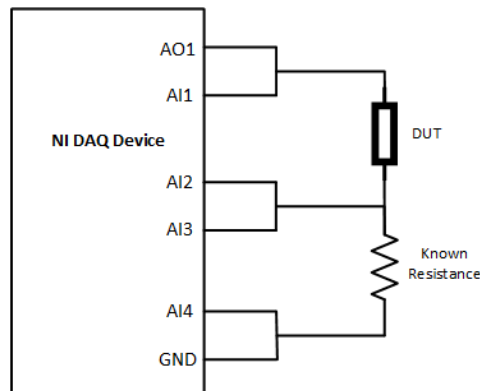 AO1
AI1
NI DAQ Device
DUT
AI2
AI3
Known
Resistance
AI4
GND